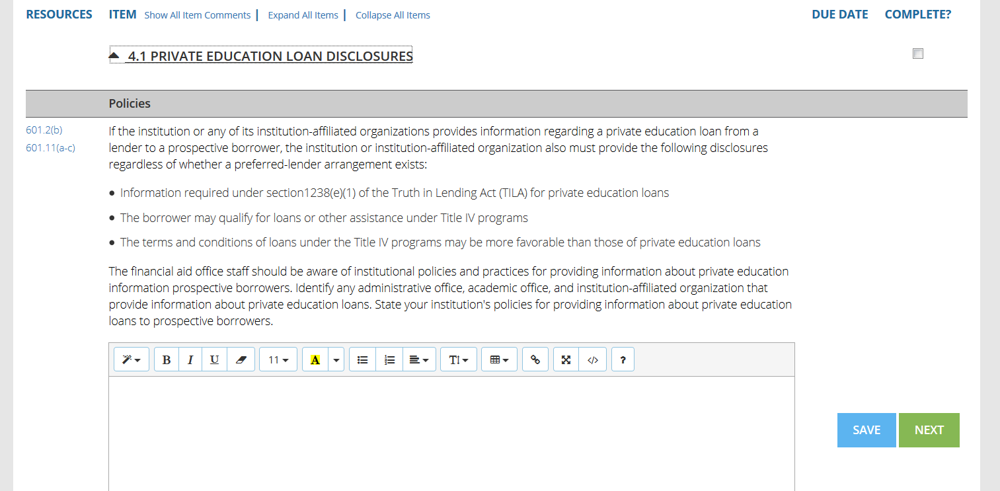 RESOURCES ITEM Show All Item Comments | Expand All Items | Collapse All Items DUE DATE COMPLETE?
4.1 PRIVATE EDUCATION LOAN DISCLOSURES
Policies
601.2(b)
601.11(a-c)
If the institution or any of its institution-affiliated organizations provides information regarding a private education loan from a
lender to a prospective borrower, the institution or institution-affiliated organization also must provide the following disclosures
regardless of whether a preferred-lender arrangement exists:
• Information required under section1238(e)(1) of the Truth in Lending Act (TILA) for private education loans
• The borrower may qualify for loans or other assistance under Title IV programs
• The terms and conditions of loans under the Title IV programs may be more favorable than those of private education loans
The financial aid office staff should be aware of institutional policies and practices for providing information about private education
information prospective borrowers. Identify any administrative office, academic office, and institution-affiliated organization that
provide information about private education loans. State your institution's policies for providing information about private education
loans to prospective borrowers.
B I U 11 A T </> ?
SAVE NEXT